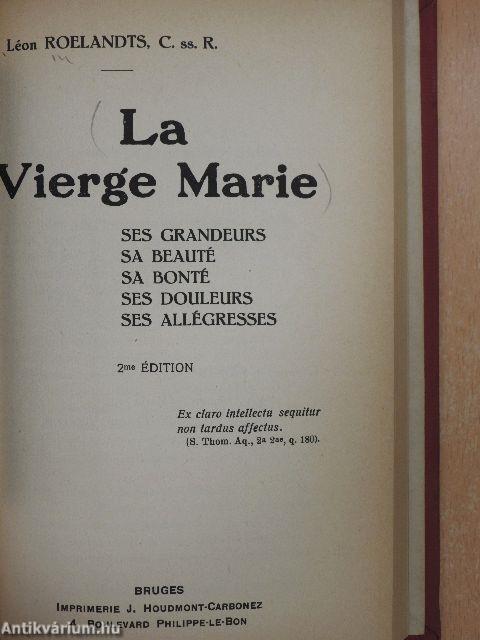 Léon ROELANDTS, C. ss. R.
La
Vierge Marie
SES GRANDEURS
SA BEAUTÉ
SA BONTÉ
SES DOULEURS
SES ALLÉGRESSES
2me ÉDITION
Ex claro intellectu sequitur
non tardus affectus.
(S. Thom. Aq., 2a 2ae, q. 180).
BRUGES
IMPRIMERIE J. HOUDMONT-CARBONEZ
4, BOULEVARD PHILIPPE-LE-BON
Antikvárium.hu